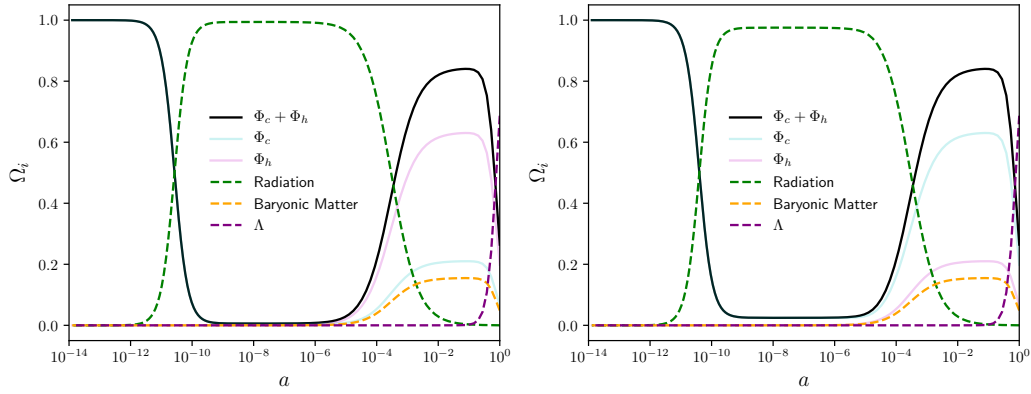 1.0
0.8
0.6
0.4
0.2
0.0
Ω_i
Φ_c + Φ_h
Φ_c
Φ_h
Radiation
Baryonic Matter
Λ
10^−14
10^−12
10^−10
10^−8
10^−6
10^−4
10^−2
10^0
a
1.0
0.8
0.6
0.4
0.2
0.0
Ω_i
Φ_c + Φ_h
Φ_c
Φ_h
Radiation
Baryonic Matter
Λ
10^−14
10^−12
10^−10
10^−8
10^−6
10^−4
10^−2
10^0
a